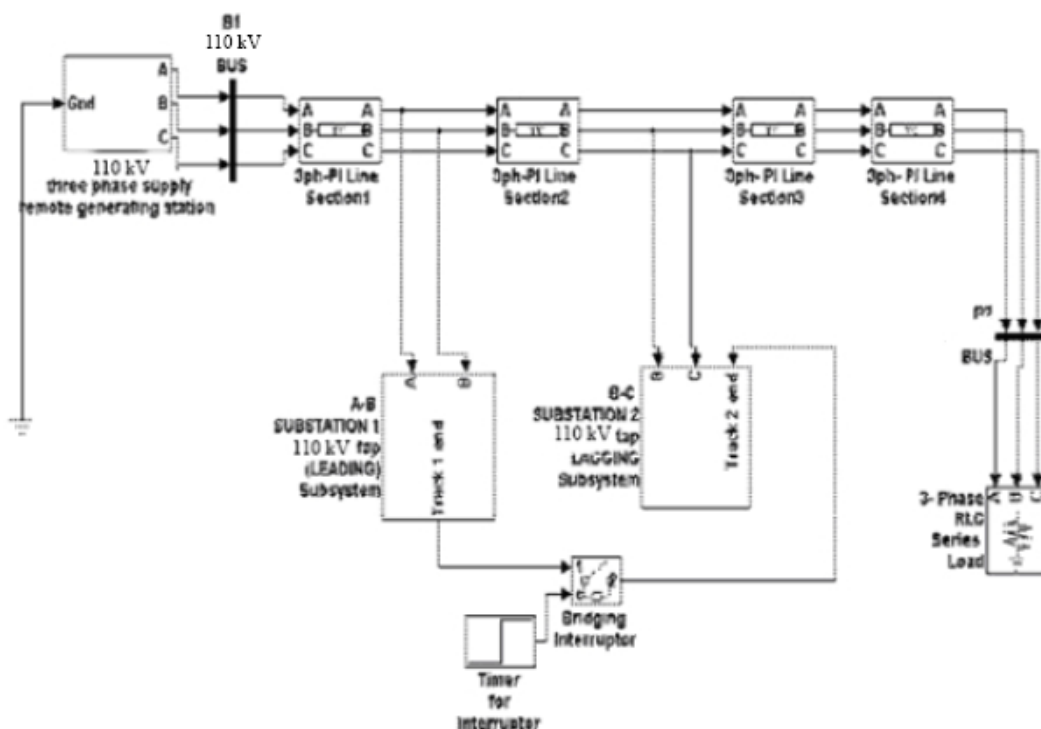 B1
110 kV
BUS
A
Gnd
B
C
110 kV
three phase supply
remote generating station
A A
B B
C C
3ph-PI Line
Section1
A A
B B
C C
3ph-PI Line
Section2
A A
B B
C C
3ph- PI Line
Section3
A A
B B
C C
3ph- PI Line
Section4
BUS
A B
A-B
SUBSTATION 1
110 kV tap
(LEADING)
Subsystem
Track 1 end
B C
Track 2 end
B-C
SUBSTATION 2
110 kV tap
LAGGING
Subsystem
A B C
3- Phase
RLC
Series
Load
1
2
Bridging
Interruptor
Timer
for
Interruptor